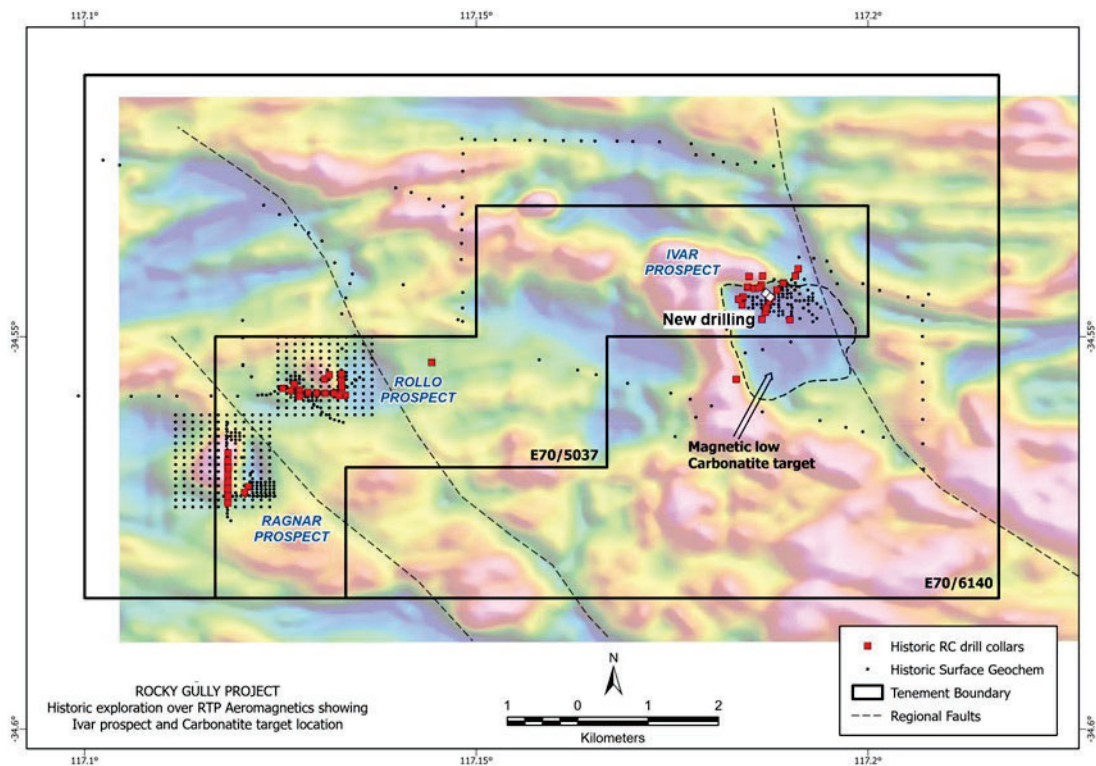 117.1°
117.15°
117.2°
IVAR
PROSPECT
New drilling
-34.55°
-34.55°
ROLLO
PROSPECT
E70/5037
Magnetic low
Carbonatite target
RAGNAR
PROSPECT
E70/6140
ROCKY GULLY PROJECT
Historic exploration over RTP Aeromagnetics showing
Ivar prospect and Carbonatite target location
N
1 0 1 2
Kilometers
Historic RC drill collars
Historic Surface Geochem
Tenement Boundary
Regional Faults
-34.6°
-34.6°
117.1°
117.15°
117.2°